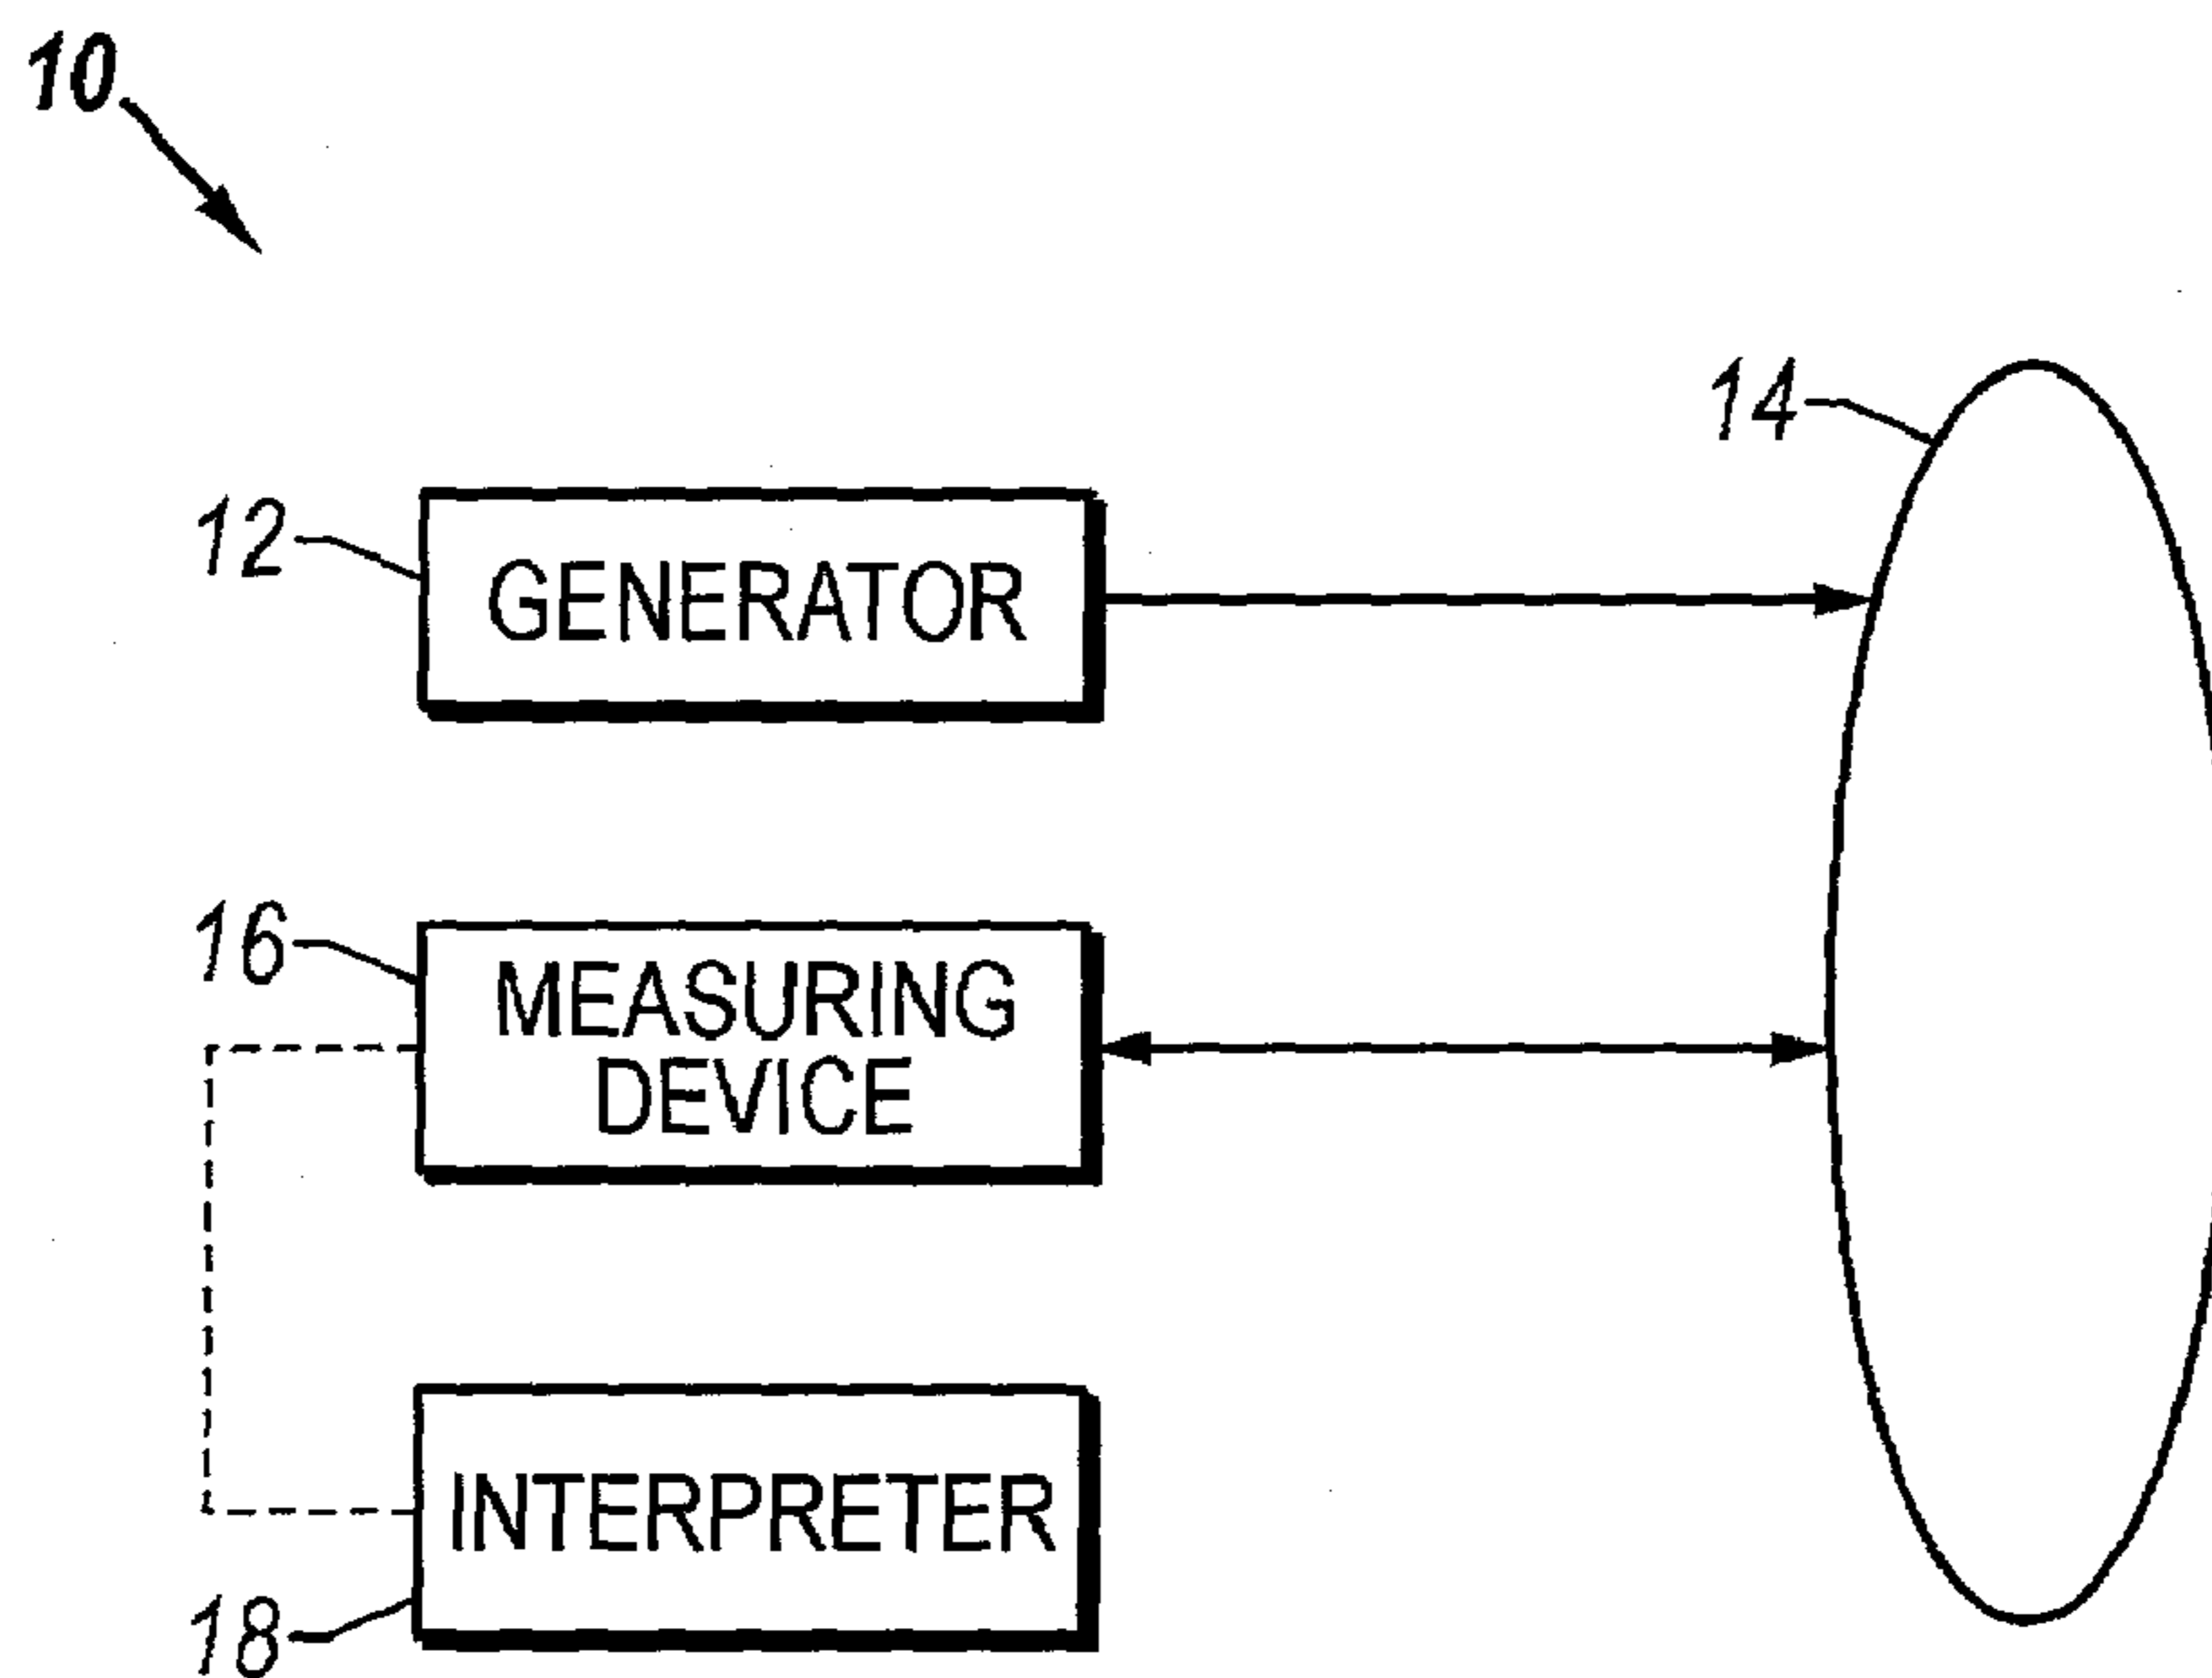 10
14
12
GENERATOR
16
MEASURING
DEVICE
INTERPRETER
18